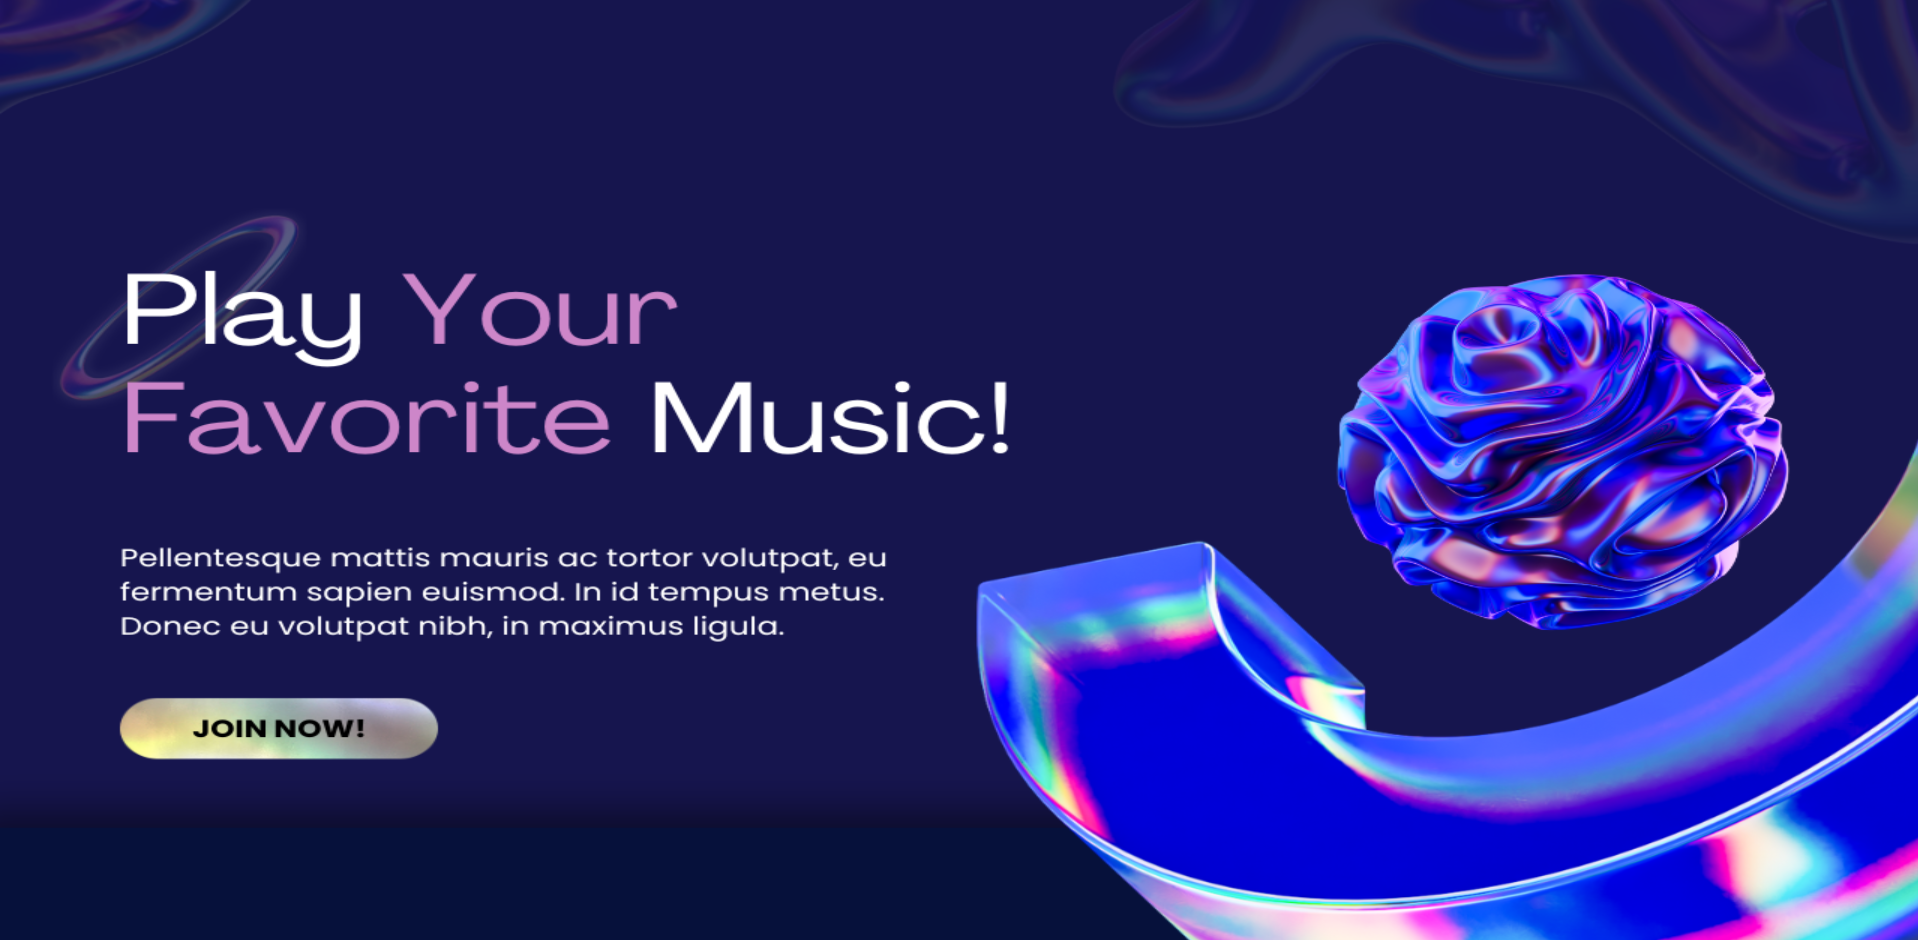 Play Your
Favorite Music!
Pellentesque mattis mauris ac tortor volutpat, eu
fermentum sapien euismod. In id tempus metus.
Donec eu volutpat nibh, in maximus ligula.
JOIN NOW!